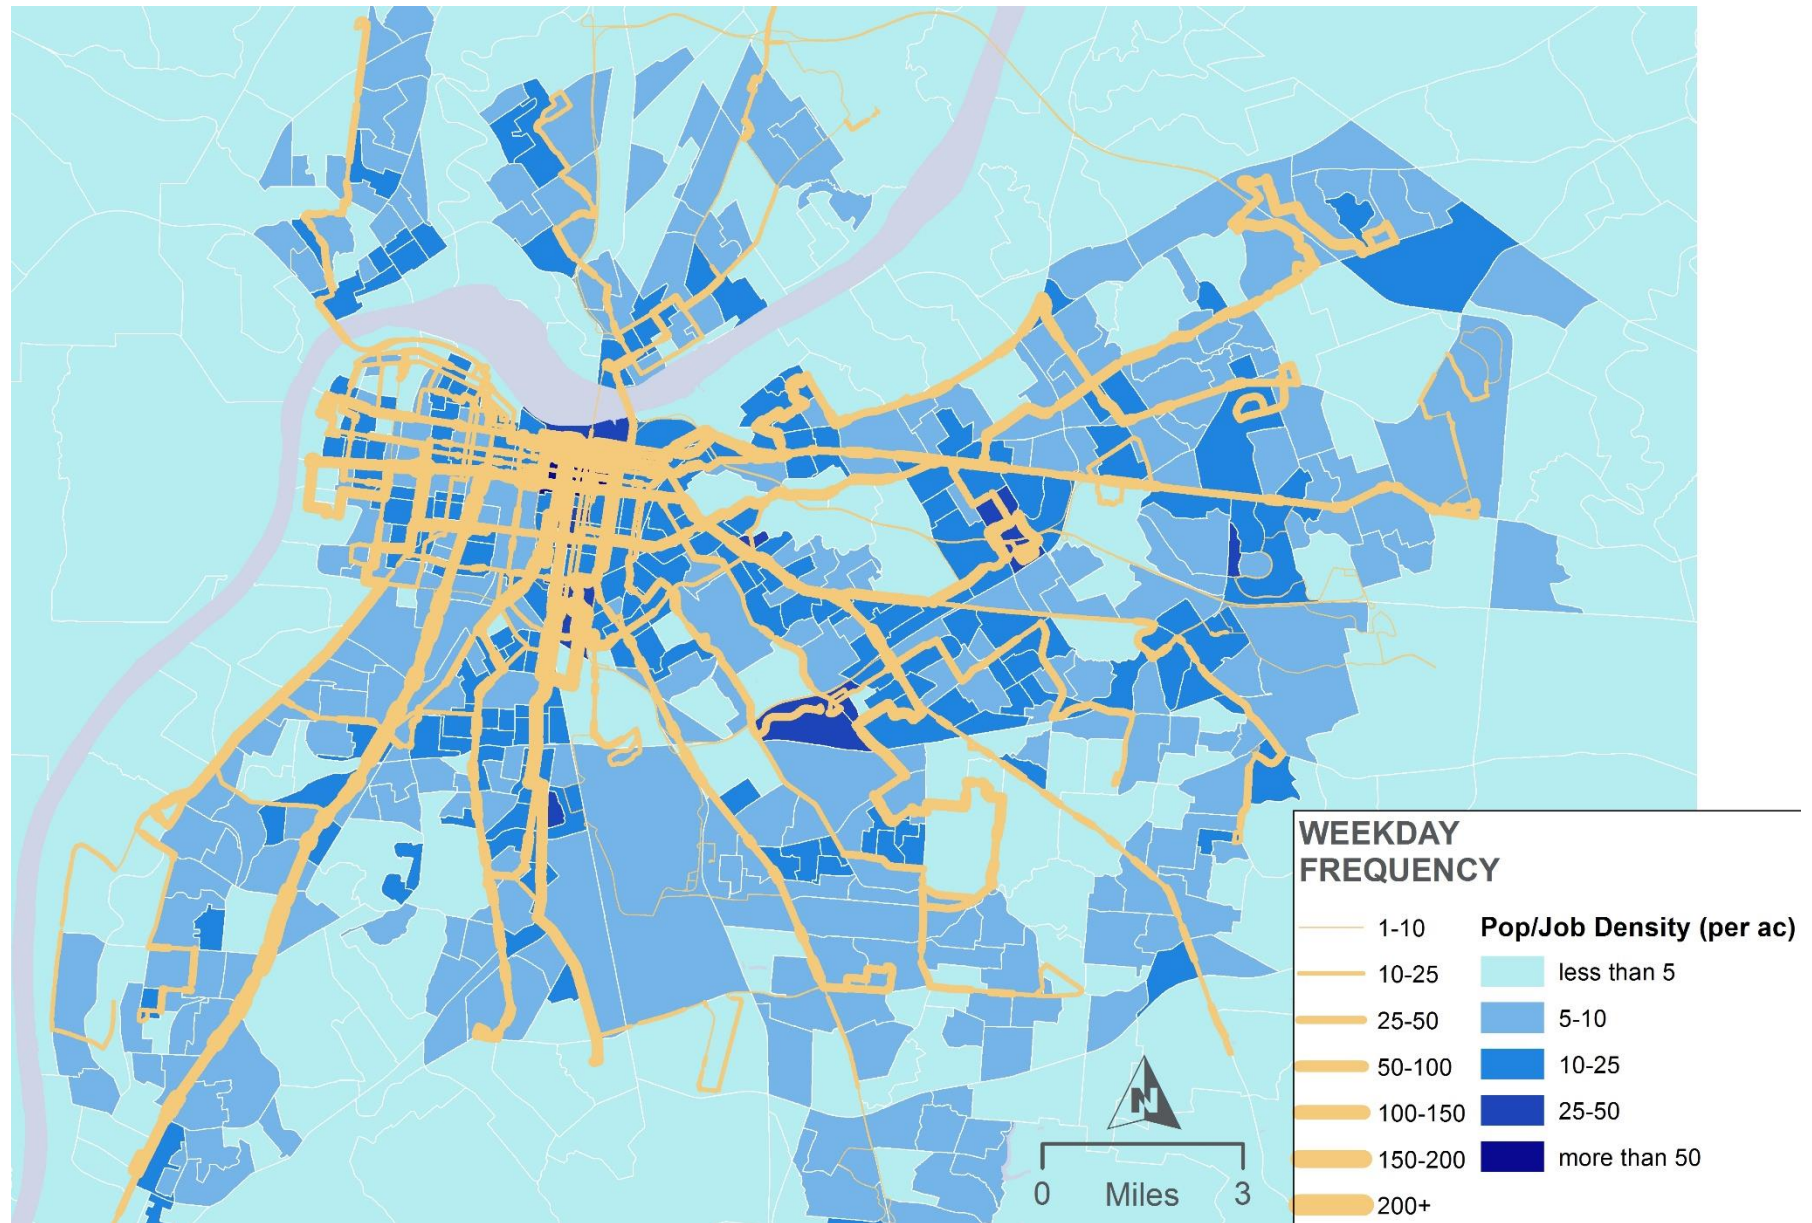 WEEKDAY
FREQUENCY
1-10
10-25
25-50
50-100
100-150
150-200
200+
Pop/Job Density (per ac)
less than 5
5-10
10-25
25-50
more than 50
N
0 Miles 3